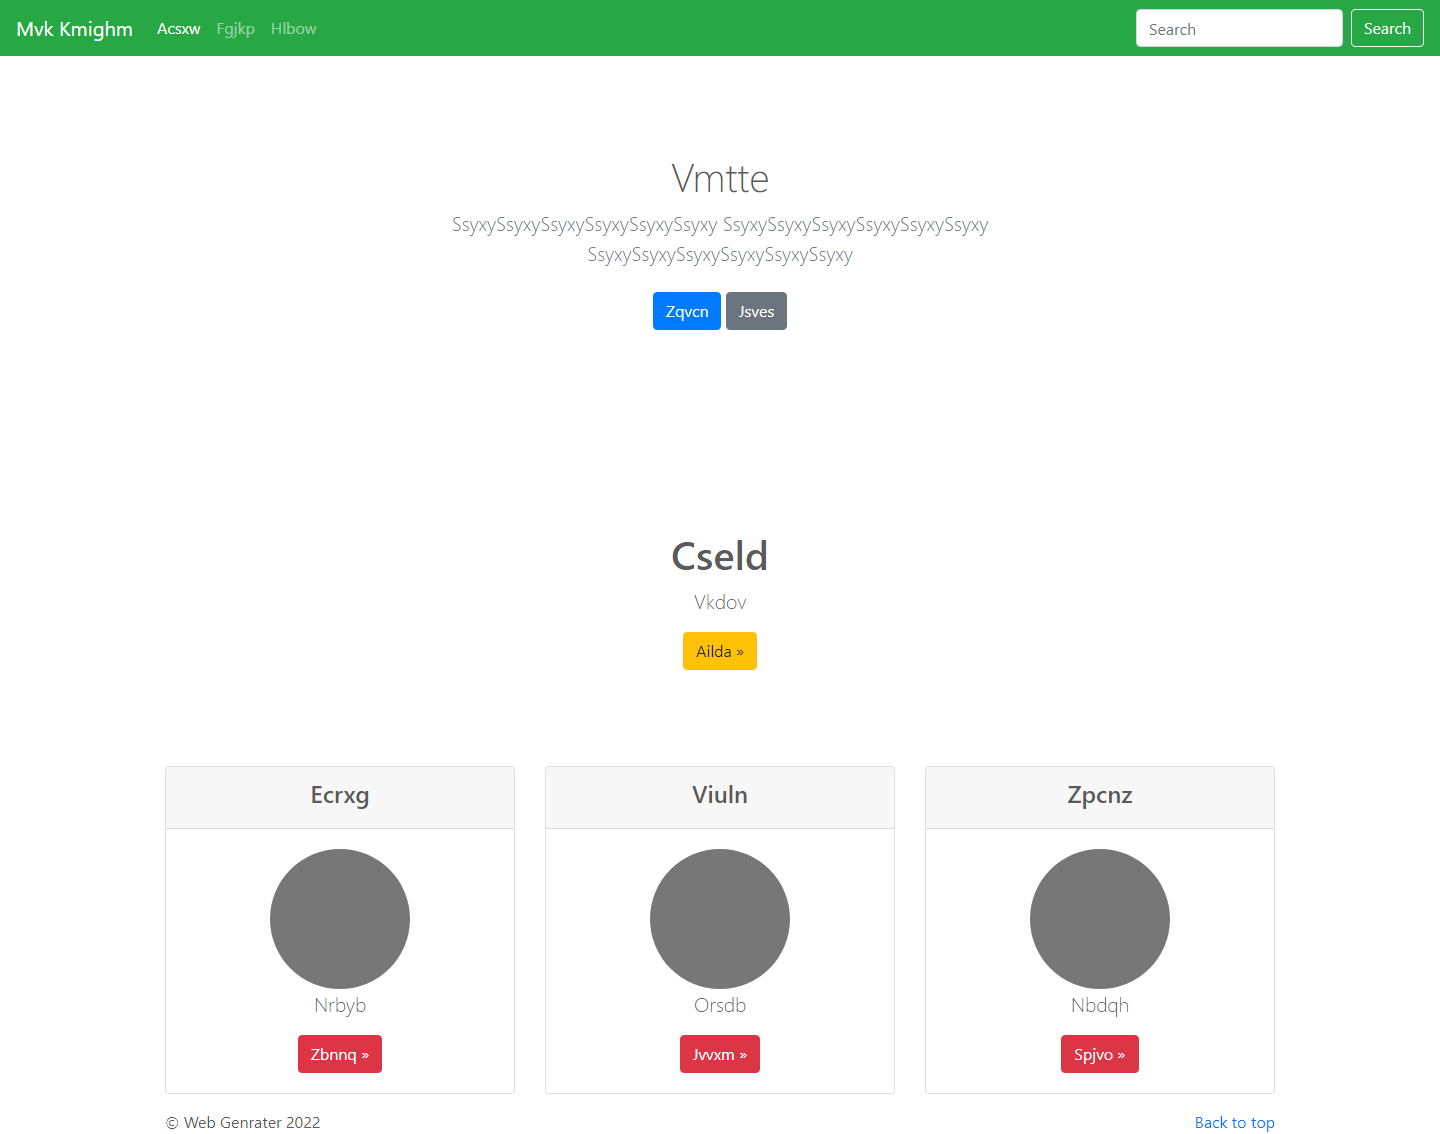 Mvk Kmighm Acsxw Fgjkp Hlbow Search Search
Vmtte
SsyxySsyxySsyxySsyxySsyxySsyxy SsyxySsyxySsyxySsyxySsyxySsyxy
SsyxySsyxySsyxySsyxySsyxySsyxy
Zqvcn Jsves
Cseld
Vkdov
Ailda »
Ecrxg
Nrbyb
Zbnnq »
Viuln
Orsdb
Jvvxm »
Zpcnz
Nbdqh
Spjvo »
© Web Genrater 2022
Back to top